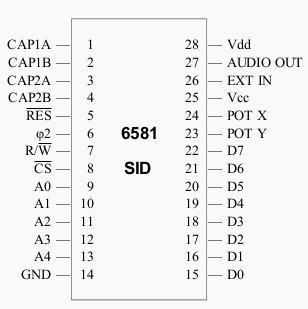 CAP1A 1 28 Vdd
CAP1B 2 27 AUDIO OUT
CAP2A 3 26 EXT IN
CAP2B 4 25 Vcc
R̅E̅S̅ 5 24 POT X
φ2 6 6581 23 POT Y
R/W̅ 7 22 D7
C̅S̅ 8 SID 21 D6
A0 9 20 D5
A1 10 19 D4
A2 11 18 D3
A3 12 17 D2
A4 13 16 D1
GND 14 15 D0